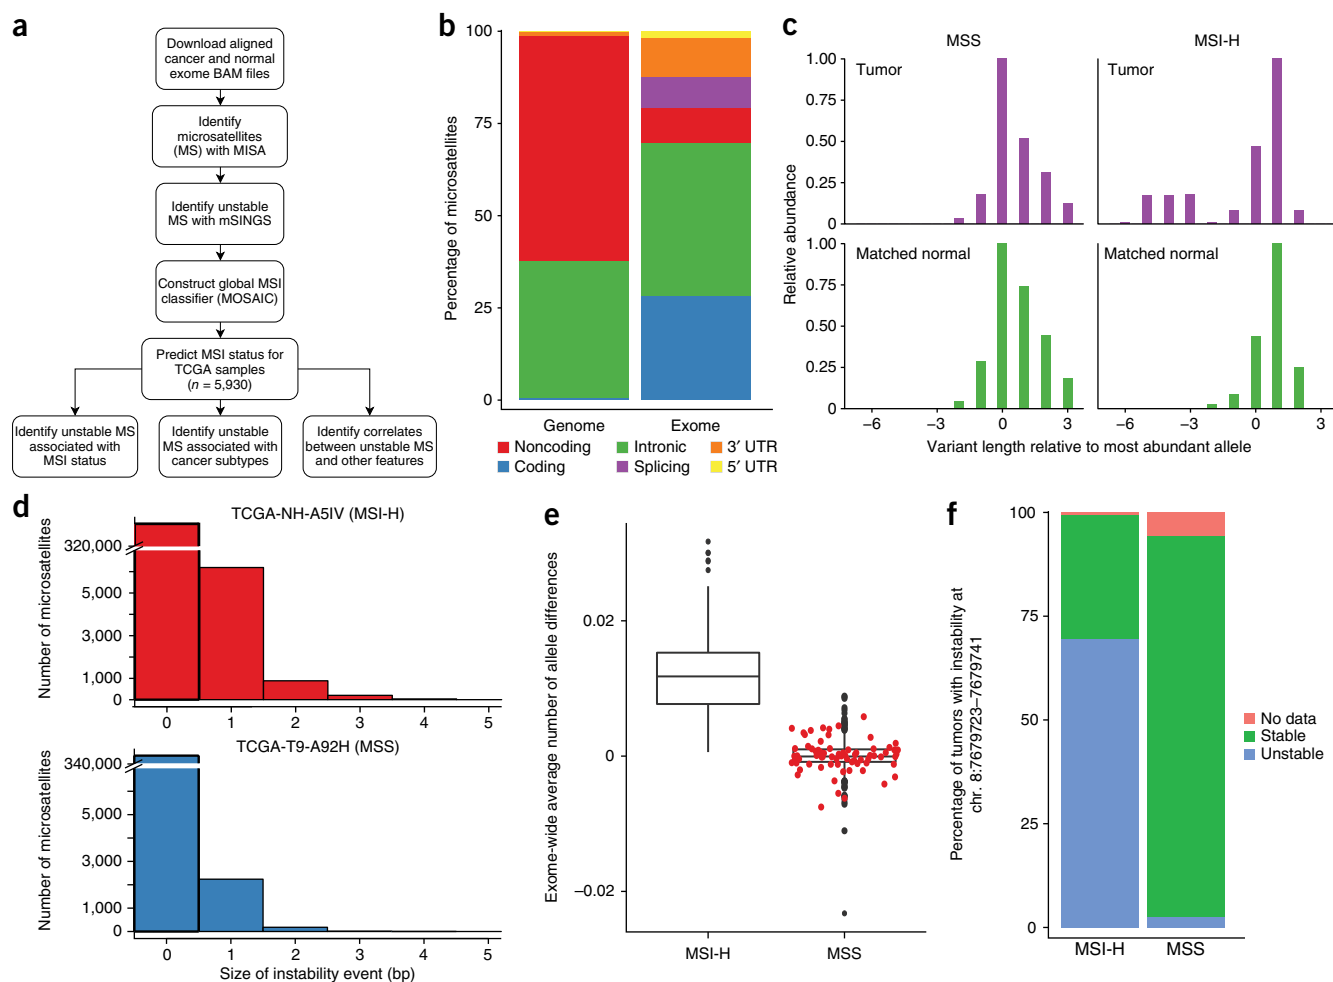 a
Download aligned
cancer and normal
exome BAM files
Identify
microsatellites
(MS) with MISA
Identify unstable
MS with mSINGS
Construct global MSI
classifier (MOSAIC)
Predict MSI status for
TCGA samples
(n = 5,930)
Identify unstable MS
associated with
MSI status
Identify unstable
MS associated with
cancer subtypes
Identify correlates
between unstable MS
and other features
b
Percentage of microsatellites
100
75
50
25
0
Genome
Exome
Noncoding
Intronic
3′ UTR
Coding
Splicing
5′ UTR
c
MSS
MSI-H
Relative abundance
Tumor
Tumor
1.00
0.75
0.50
0.25
0
Matched normal
Matched normal
1.00
0.75
0.50
0.25
0
−6
−3
0
3
−6
−3
0
3
Variant length relative to most abundant allele
d
TCGA-NH-A5IV (MSI-H)
Number of microsatellites
320,000
5,000
3,000
1,000
0
0
1
2
3
4
5
TCGA-T9-A92H (MSS)
Number of microsatellites
340,000
5,000
3,000
1,000
0
0
1
2
3
4
5
Size of instability event (bp)
e
Exome-wide average number of allele differences
0.02
0
−0.02
MSI-H
MSS
f
Percentage of tumors with instability at
chr. 8:7679723–7679741
100
75
50
25
0
MSI-H
MSS
No data
Stable
Unstable